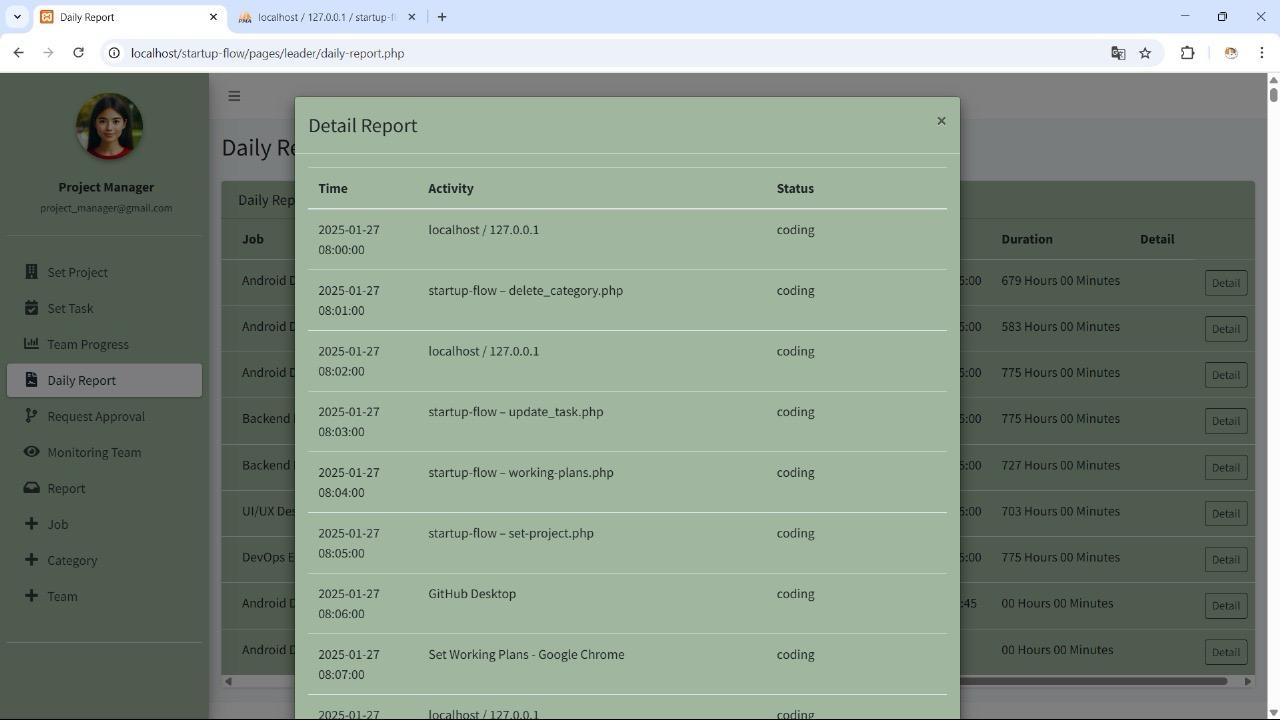 Daily Report
localhost / 127.0.0.1 / startup-fl
localhost/startup-flow/pages/leader/daily-report.php
Project Manager
project_manager@gmail.com
Set Project
Set Task
Team Progress
Daily Report
Request Approval
Monitoring Team
Report
Job
Category
Team
Daily Re
Daily Rep
Job Duration Detail
Android D 5:00 679 Hours 00 Minutes Detail
Android D 5:00 583 Hours 00 Minutes Detail
Android D 5:00 775 Hours 00 Minutes Detail
Backend 5:00 775 Hours 00 Minutes Detail
Backend 5:00 727 Hours 00 Minutes Detail
UI/UX Des 5:00 703 Hours 00 Minutes Detail
DevOps E 5:00 775 Hours 00 Minutes Detail
Android D :45 00 Hours 00 Minutes Detail
Android D 00 Hours 00 Minutes Detail
Detail Report
×
Time Activity Status
2025-01-27 localhost / 127.0.0.1 coding
08:00:00
2025-01-27 startup-flow – delete_category.php coding
08:01:00
2025-01-27 localhost / 127.0.0.1 coding
08:02:00
2025-01-27 startup-flow – update_task.php coding
08:03:00
2025-01-27 startup-flow – working-plans.php coding
08:04:00
2025-01-27 startup-flow – set-project.php coding
08:05:00
2025-01-27 GitHub Desktop coding
08:06:00
2025-01-27 Set Working Plans - Google Chrome coding
08:07:00
2025-01-27 localhost / 127.0.0.1 coding